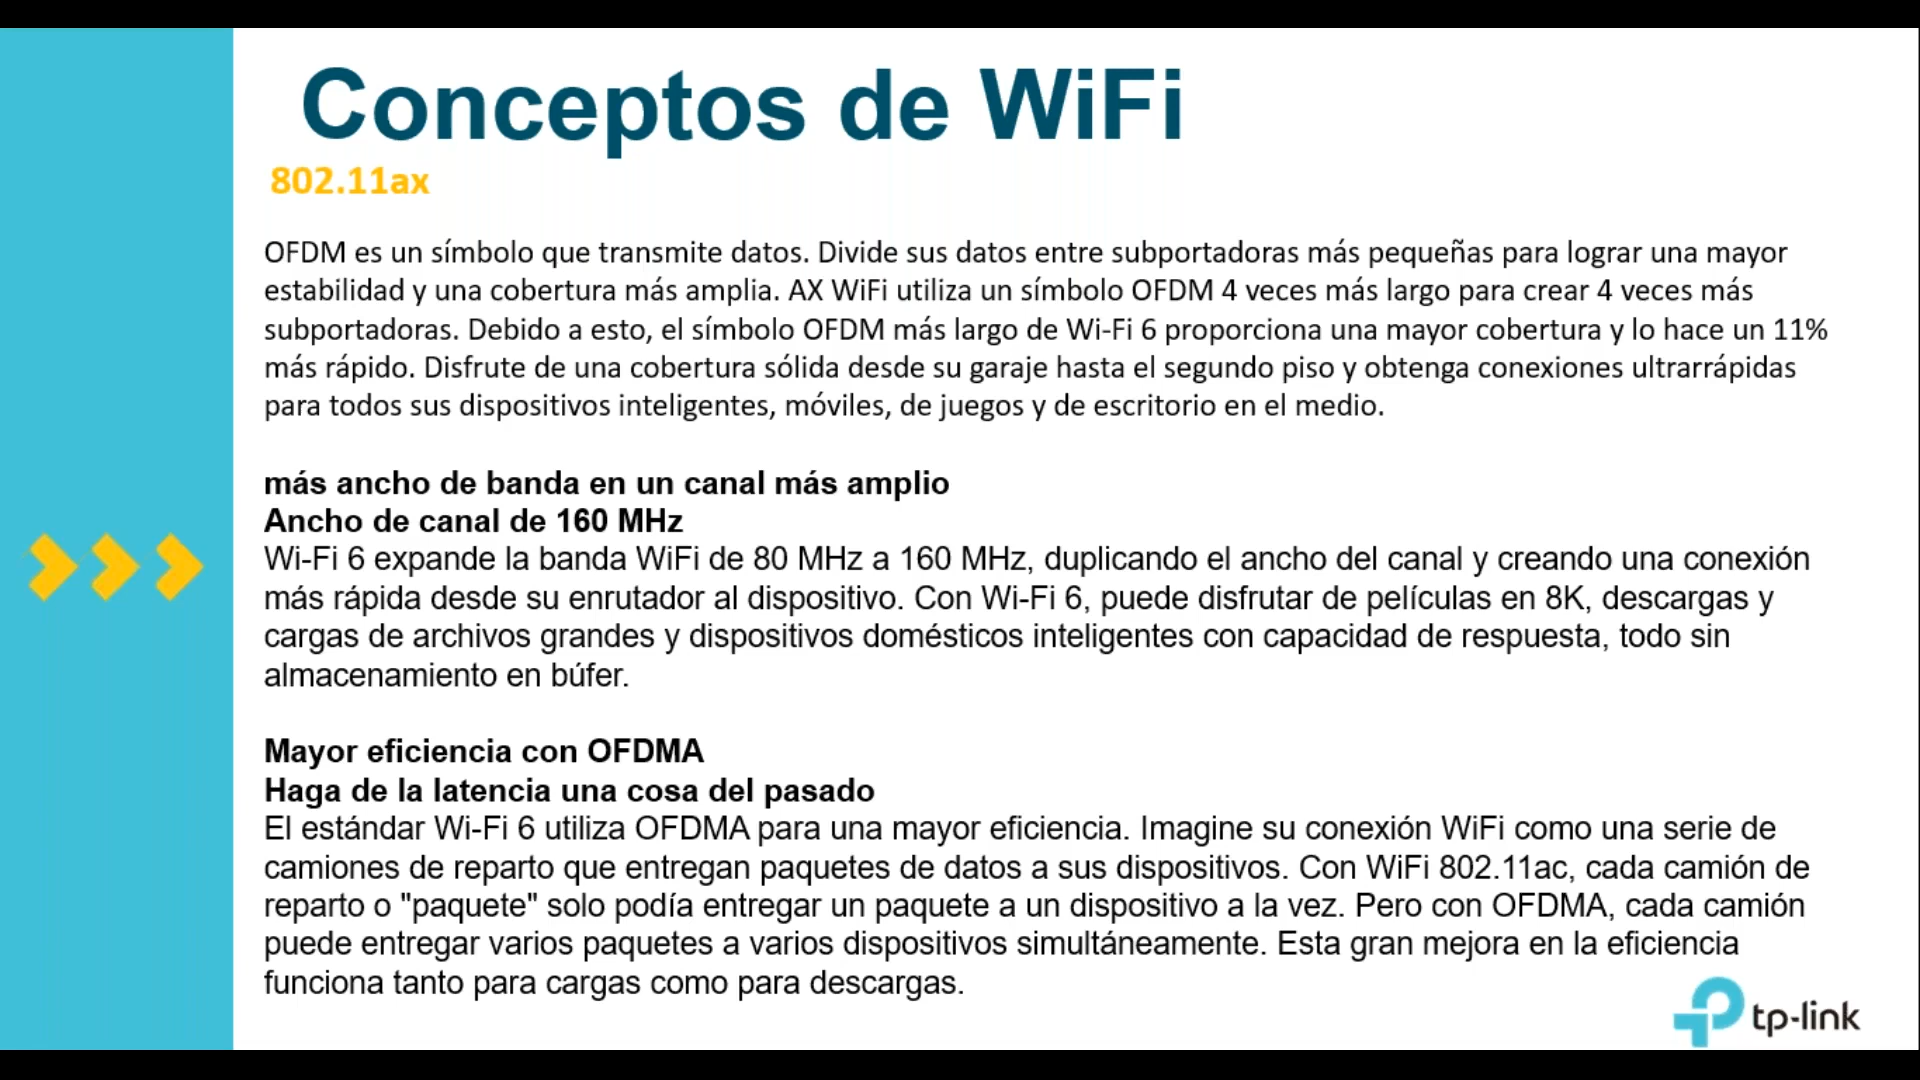 Conceptos de WiFi
802.11ax
OFDM es un símbolo que transmite datos. Divide sus datos entre subportadoras más pequeñas para lograr una mayor
estabilidad y una cobertura más amplia. AX WiFi utiliza un símbolo OFDM 4 veces más largo para crear 4 veces más
subportadoras. Debido a esto, el símbolo OFDM más largo de Wi-Fi 6 proporciona una mayor cobertura y lo hace un 11%
más rápido. Disfrute de una cobertura sólida desde su garaje hasta el segundo piso y obtenga conexiones ultrarrápidas
para todos sus dispositivos inteligentes, móviles, de juegos y de escritorio en el medio.
más ancho de banda en un canal más amplio
Ancho de canal de 160 MHz
Wi-Fi 6 expande la banda WiFi de 80 MHz a 160 MHz, duplicando el ancho del canal y creando una conexión
más rápida desde su enrutador al dispositivo. Con Wi-Fi 6, puede disfrutar de películas en 8K, descargas y
cargas de archivos grandes y dispositivos domésticos inteligentes con capacidad de respuesta, todo sin
almacenamiento en búfer.
Mayor eficiencia con OFDMA
Haga de la latencia una cosa del pasado
El estándar Wi-Fi 6 utiliza OFDMA para una mayor eficiencia. Imagine su conexión WiFi como una serie de
camiones de reparto que entregan paquetes de datos a sus dispositivos. Con WiFi 802.11ac, cada camión de
reparto o "paquete" solo podía entregar un paquete a un dispositivo a la vez. Pero con OFDMA, cada camión
puede entregar varios paquetes a varios dispositivos simultáneamente. Esta gran mejora en la eficiencia
funciona tanto para cargas como para descargas.
tp-link